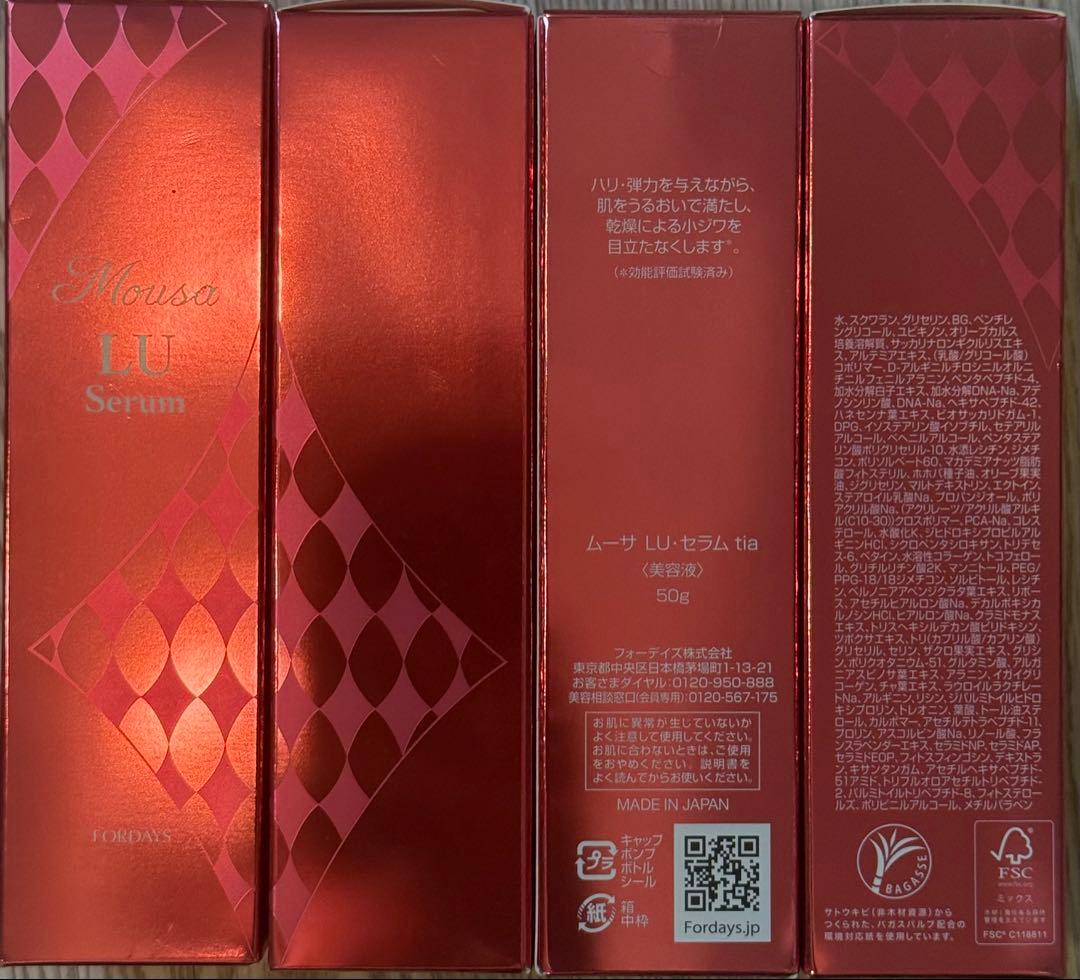 Mousa
LU
Serum
FORDAYS
ハリ・弾力を与えながら、
肌をうるおいで満たし、
乾燥による小ジワを
目立たなくします*。
(*効能評価試験済み)
ムーサ LU・セラム tia
〈美容液〉
50g
フォーデイズ株式会社
東京都中央区日本橋茅場町1-13-21
お客さまダイヤル:0120-950-888
美容相談窓口(会員専用):0120-567-175
お肌に異常が生じていないか
よく注意して使用してください。
お肌に合わないときは、ご使用
をおやめください。説明書を
よく読んでからお使いください。
MADE IN JAPAN
プラ
キャップ
ポンプ
ボトル
シール
紙
箱
中枠
Fordays.jp
水、スクワラン、グリセリン、BG、ペンチレ
ングリコール、ユビキノン、オリーブカルス
培養溶解質、サッカリナロンギクルリスエキ
ス、アルテミアエキス、(乳酸/グリコール酸)
コポリマー、D-アルギニルチロシニルオルニ
チニルフェニルアラニン、ペンタペプチド-4、
加水分解白子エキス、加水分解DNA-Na、アデ
ノシンリン酸、DNA-Na、ヘキサペプチド-42、
ハネセンナ葉エキス、ビオサッカリドガム-1、
DPG、イソステアリン酸イソブチル、セテアリル
アルコール、ベヘニルアルコール、ペンタステア
リン酸ポリグリセリル-10、水添レシチン、ジメチ
コン、ポリソルベート60、マカデミアナッツ脂肪
酸フィトステリル、ホホバ種子油、オリーブ果実
油、ジグリセリン、マルトデキストリン、エクトイン、
ステアロイル乳酸Na、プロパンジオール、ポリ
アクリル酸Na、(アクリレーツ/アクリル酸アルキ
ル(C10-30))クロスポリマー、PCA-Na、コレス
テロール、水酸化K、ジヒドロキシプロピルアル
ギニンHCl、シクロペンタシロキサン、トリデセ
ス-6、ベタイン、水溶性コラーゲン、トコフェロー
ル、グリチルリチン酸2K、マンニトール、PEG/
PPG-18/18ジメチコン、ソルビトール、レシチ
ン、ベルノニアアペンジクラタ葉エキス、リボー
ス、アセチルヒアルロン酸Na、デカルボキシカ
ルノシンHCl、ヒアルロン酸Na、クラミドモナス
エキス、トリスヘキシルデカン酸ピリドキシン、
ツボクサエキス、トリ(カプリル酸/カプリン酸)
グリセリル、セリン、ザクロ果実エキス、グリシ
ン、ポリクオタニウム-51、グルタミン酸、アルガ
ニアスピノサ芽エキス、アラニン、イガイグリ
コーゲン、チャ葉エキス、ラウロイルラクチレー
トNa、アルギニン、リシン、ジパルミトイルヒドロ
キシプロリン、トレオニン、葉酸、トール油ステ
ロール、カルボマー、アセチルテトラペプチド-11、
プロリン、アスコルビン酸Na、リノール酸、フラ
ンスラベンダーエキス、セラミドNP、セラミドAP、
セラミドEOP、フィトスフィンゴシン、デキストラ
ン、キサンタンガム、アセチルヘキサペプチド-
51アミド、トリフルオロアセチルトリペプチド-
2、パルミトイルトリペプチド-8、フィトステロー
ルズ、ポリビニルアルコール、メチルパラベン
BAGASSE
サトウキビ(非木材資源)から
つくられた、バガスパルプ配合の
環境対応紙を使用しています。
FSC
www.fsc.org
ミックス
FSC® C118811